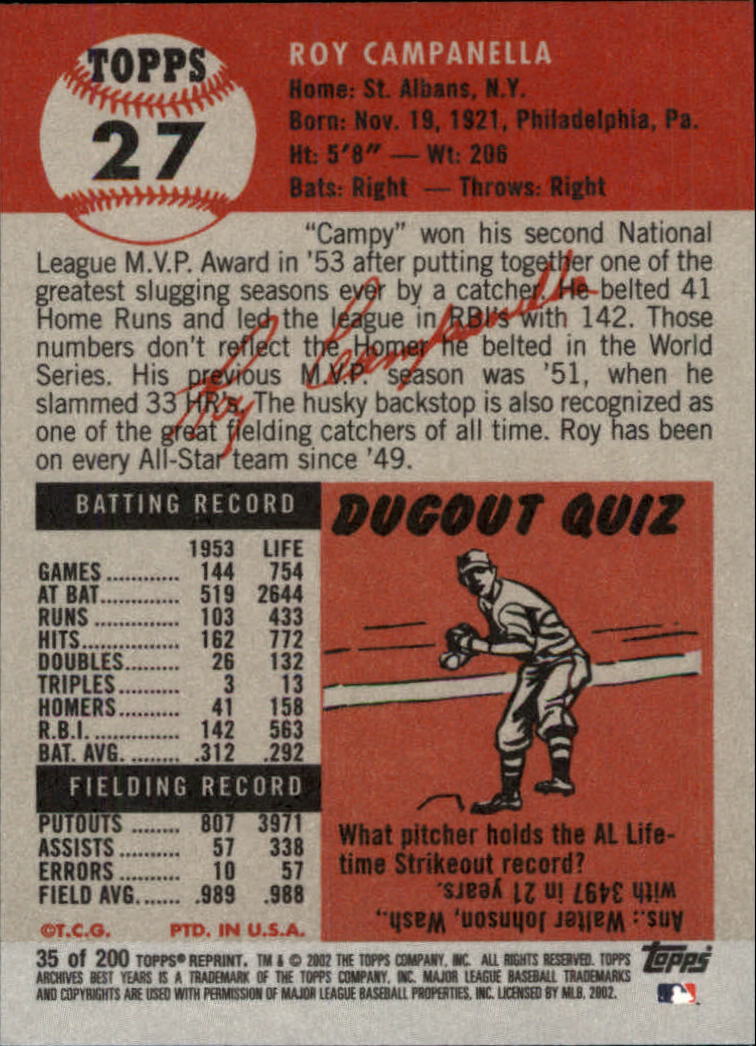 TOPPS
27
ROY CAMPANELLA
Home: St. Albans, N.Y.
Born: Nov. 19, 1921, Philadelphia, Pa.
Ht: 5'8" — Wt: 206
Bats: Right — Throws: Right
"Campy" won his second National
League M.V.P. Award in '53 after putting together one of the
greatest slugging seasons ever by a catcher. He belted 41
Home Runs and led the league in RBI's with 142. Those
numbers don't reflect the Homer he belted in the World
Series. His previous M.V.P. season was '51, when he
slammed 33 HR's. The husky backstop is also recognized as
one of the great fielding catchers of all time. Roy has been
on every All-Star team since '49.
Roy Campanella
BATTING RECORD
1953 LIFE
GAMES ............ 144 754
AT BAT............. 519 2644
RUNS .............. 103 433
HITS................ 162 772
DOUBLES......... 26 132
TRIPLES.......... 3 13
HOMERS.......... 41 158
R.B.I. .............. 142 563
BAT. AVG. ........ .312 .292
FIELDING RECORD
PUTOUTS ........ 807 3971
ASSISTS .......... 57 338
ERRORS .......... 10 57
FIELD AVG....... .989 .988
©T.C.G. PTD. IN U.S.A.
DUGOUT QUIZ
What pitcher holds the AL Life-
time Strikeout record?
Ans.: Walter Johnson, Wash.,
with 3497 in 21 years.
35 of 200 TOPPS® REPRINT. TM & © 2002 THE TOPPS COMPANY, INC. ALL RIGHTS RESERVED. TOPPS
ARCHIVES BEST YEARS IS A TRADEMARK OF THE TOPPS COMPANY, INC. MAJOR LEAGUE BASEBALL TRADEMARKS
AND COPYRIGHTS ARE USED WITH PERMISSION OF MAJOR LEAGUE BASEBALL PROPERTIES, INC. LICENSED BY MLB, 2002.
Topps